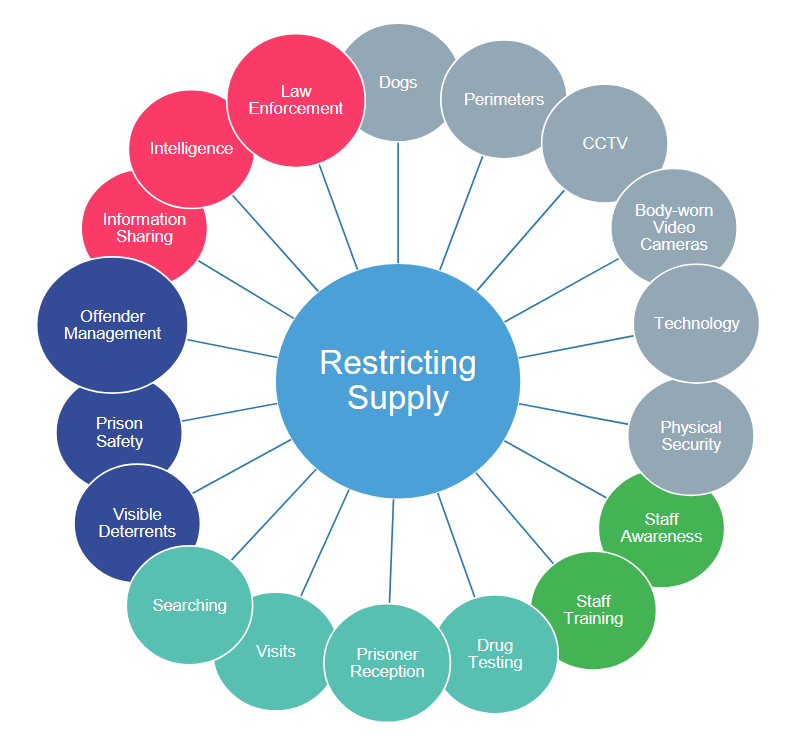 Restricting
Supply
Dogs
Perimeters
CCTV
Body-worn
Video
Cameras
Technology
Physical
Security
Staff
Awareness
Staff
Training
Drug
Testing
Prisoner
Reception
Visits
Searching
Visible
Deterrents
Prison
Safety
Offender
Management
Information
Sharing
Intelligence
Law
Enforcement